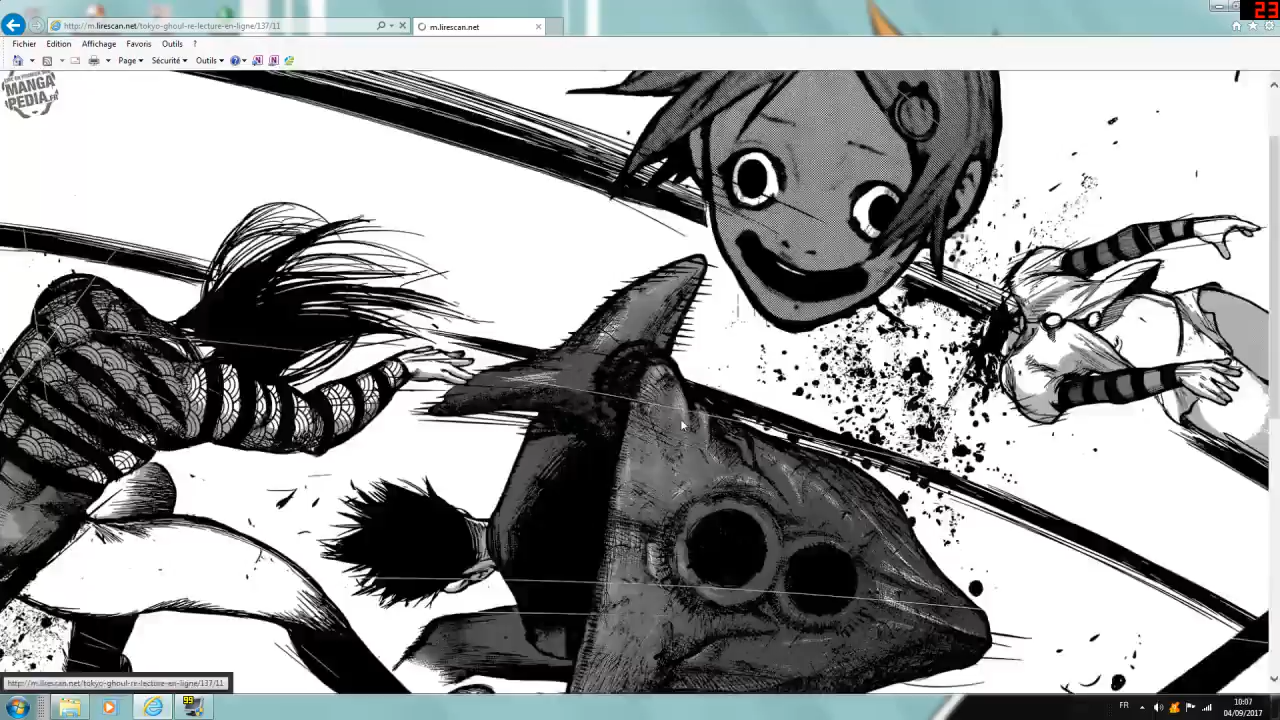 23
http://m.lirescan.net/tokyo-ghoul-re-lecture-en-ligne/137/11
m.lirescan.net
Fichier Edition Affichage Favoris Outils ?
Page Sécurité Outils
MANGA
PEDIA.fr
http://m.lirescan.net/tokyo-ghoul-re-lecture-en-ligne/137/11
99
FR
10:07
04/09/2017